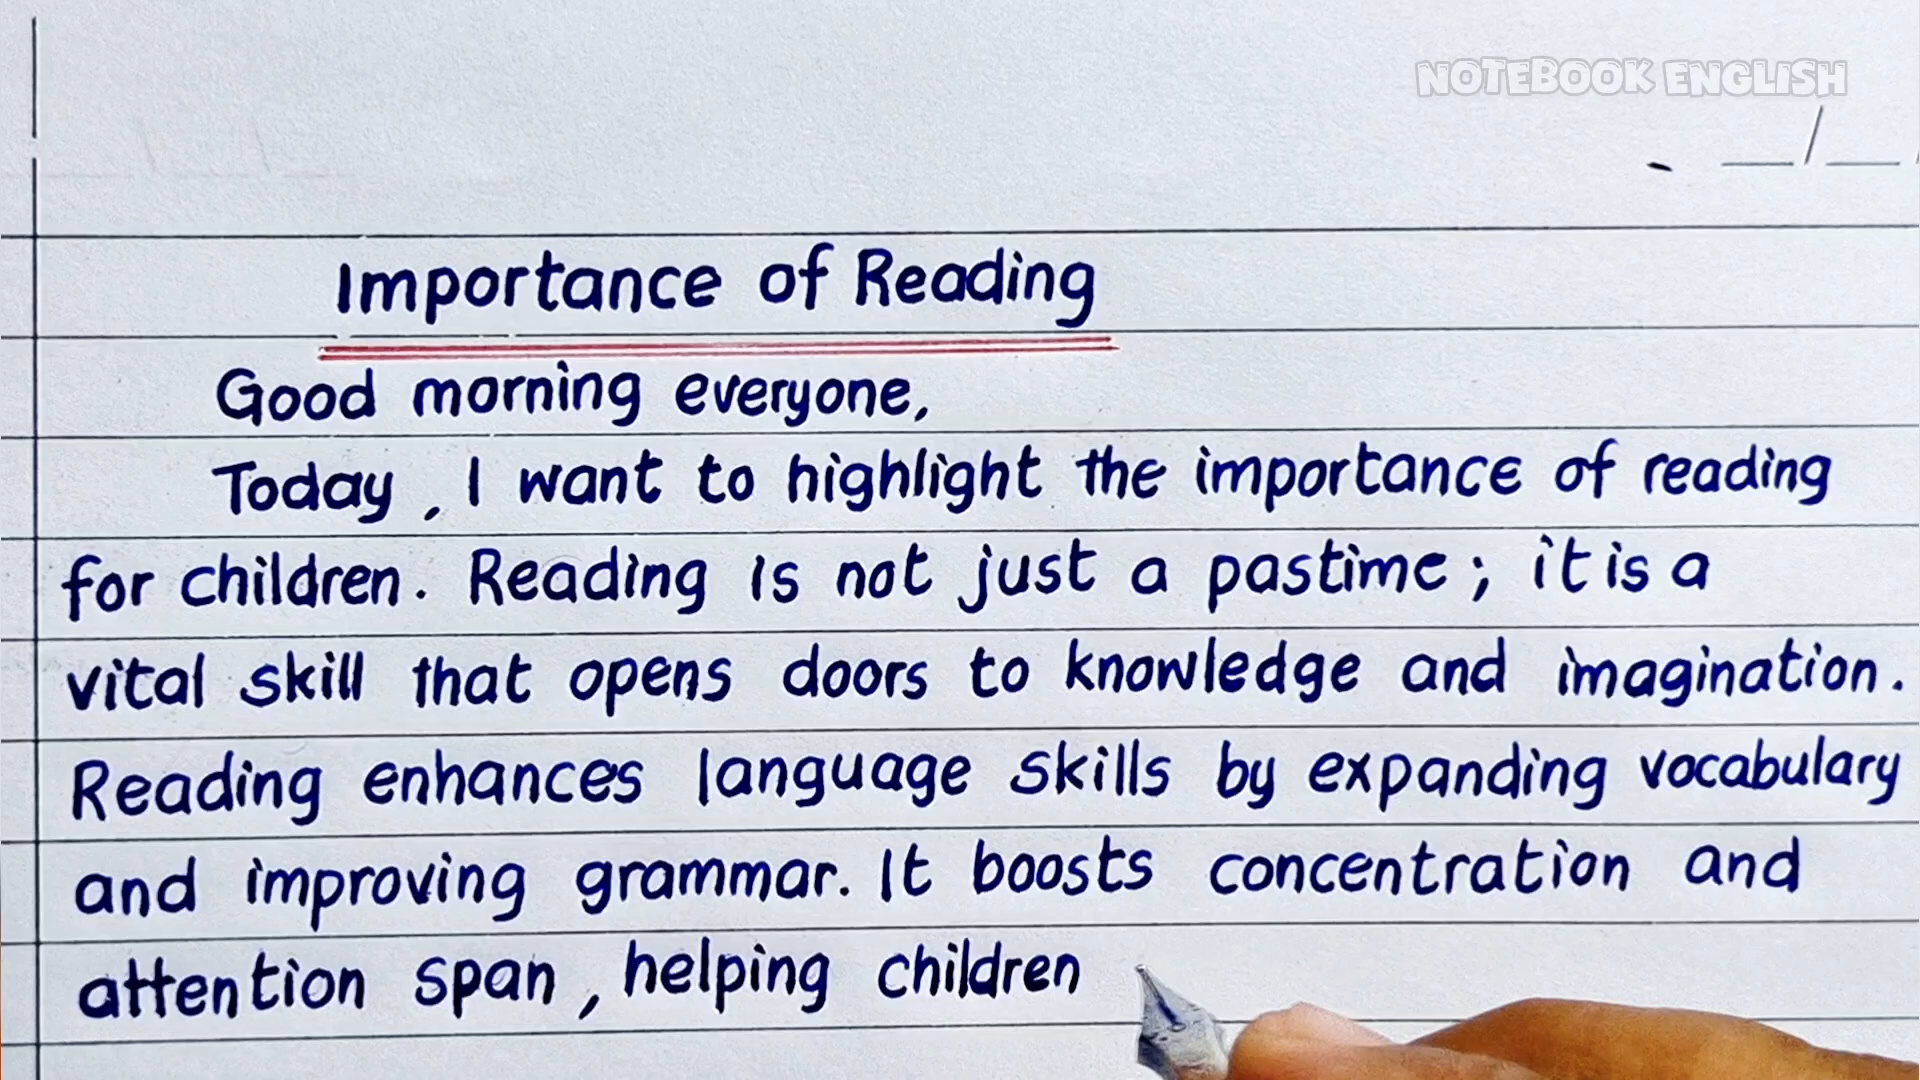 NOTEBOOK ENGLISH
Importance of Reading
Good morning everyone,
Today, I want to highlight the importance of reading
for children. Reading is not just a pastime; it is a
vital skill that opens doors to knowledge and imagination.
Reading enhances language skills by expanding vocabulary
and improving grammar. It boosts concentration and
attention span, helping children